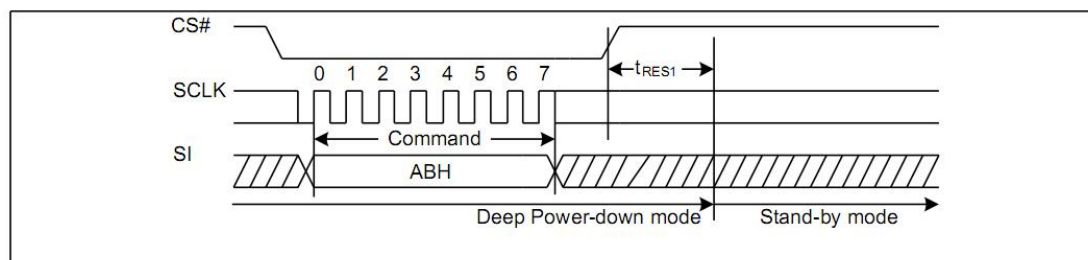 CS#
tRES1
0 1 2 3 4 5 6 7
SCLK
Command
SI
ABH
Deep Power-down mode Stand-by mode